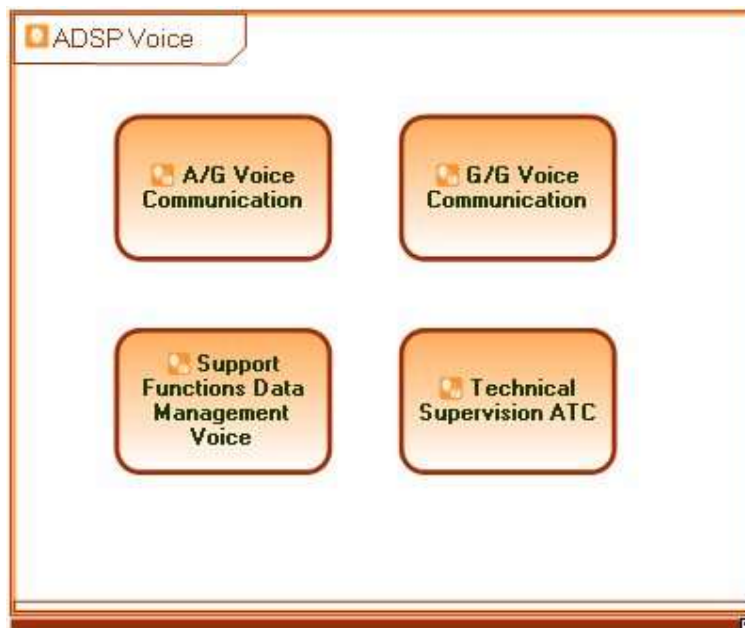 ADSP Voice
A/G Voice
Communication
G/G Voice
Communication
Support
Functions Data
Management
Voice
Technical
Supervision ATC